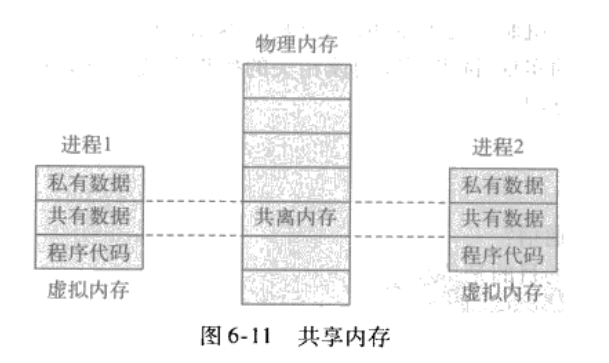 物理内存
进程1
进程2
私有数据
私有数据
共有数据
共离内存
共有数据
程序代码
程序代码
虚拟内存
虚拟内存
图 6-11 共享内存